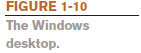 FIGURE 1-10
The Windows
desktop.